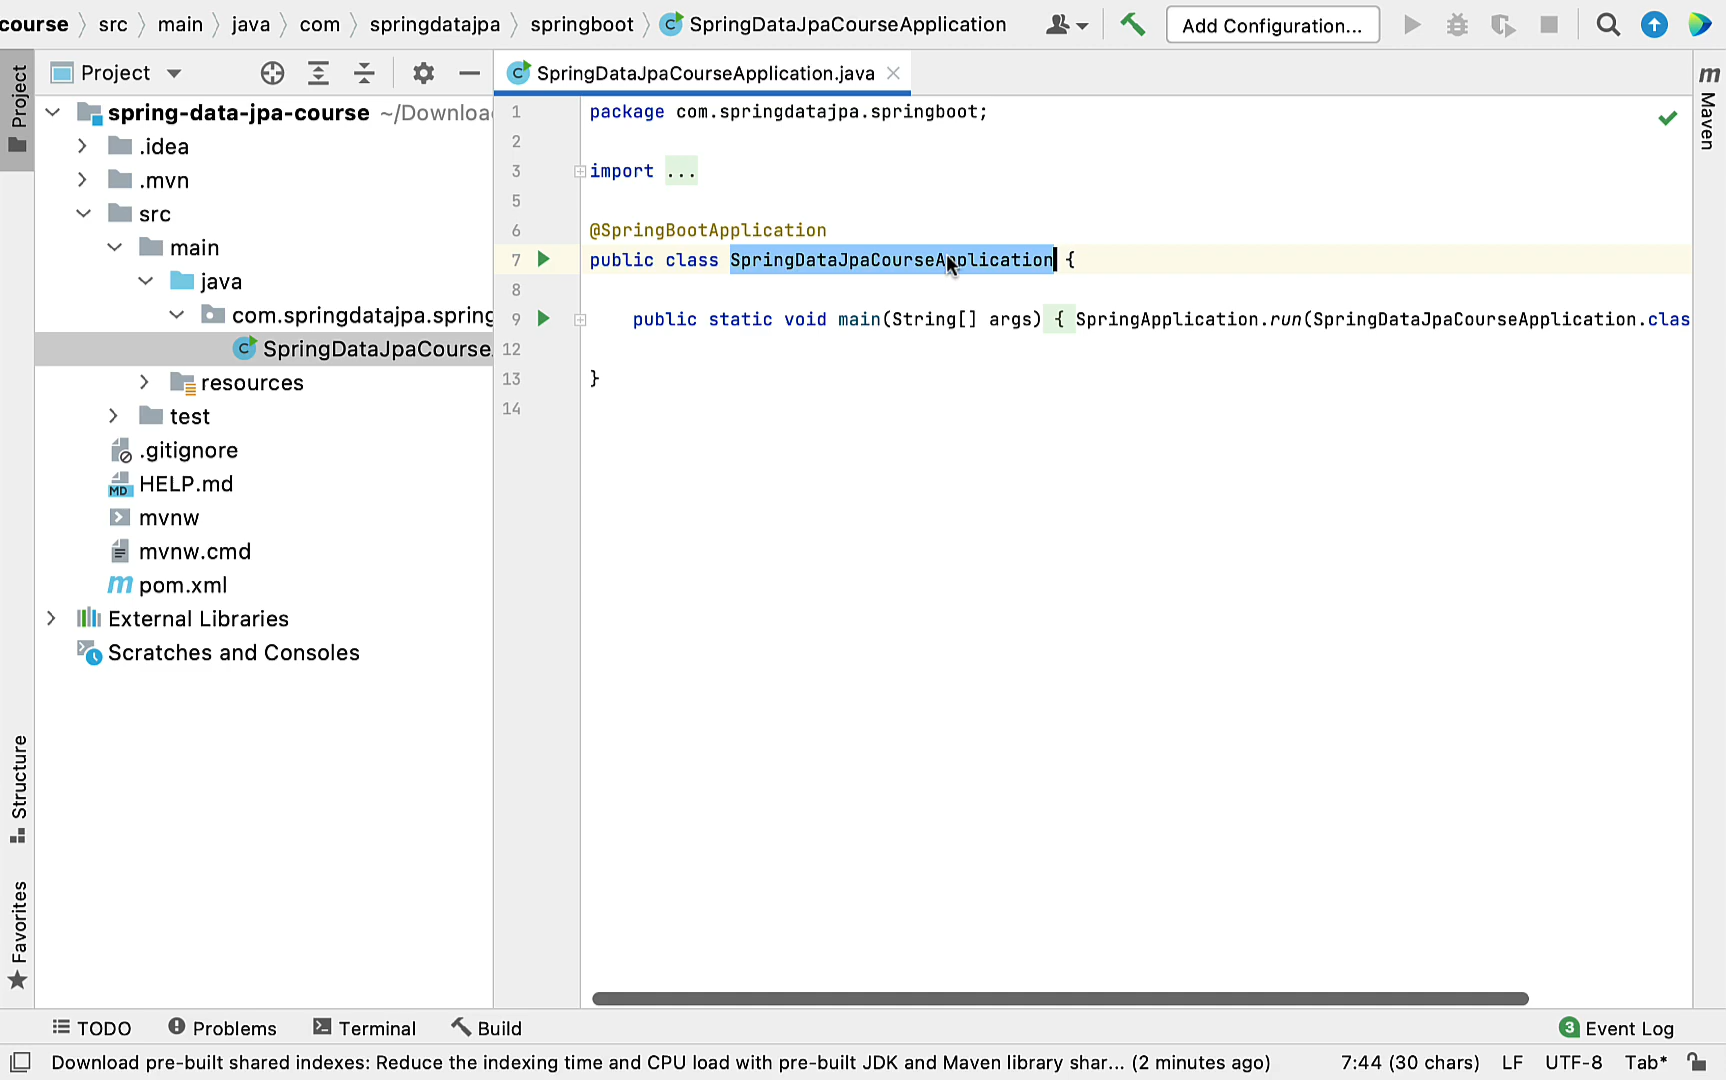 course src main java com springdatajpa springboot SpringDataJpaCourseApplication Add Configuration...
Project
Project
spring-data-jpa-course ~/Downloa
.idea
.mvn
src
main
java
com.springdatajpa.spring
SpringDataJpaCourse
resources
test
.gitignore
HELP.md
mvnw
mvnw.cmd
pom.xml
External Libraries
Scratches and Consoles
Structure
Favorites
SpringDataJpaCourseApplication.java
1 package com.springdatajpa.springboot;
2
3 import ...
5
6 @SpringBootApplication
7 public class SpringDataJpaCourseApplication {
8
9 public static void main(String[] args) { SpringApplication.run(SpringDataJpaCourseApplication.clas
12
13 }
14
m Maven
TODO Problems Terminal Build 3 Event Log
Download pre-built shared indexes: Reduce the indexing time and CPU load with pre-built JDK and Maven library shar... (2 minutes ago) 7:44 (30 chars) LF UTF-8 Tab*